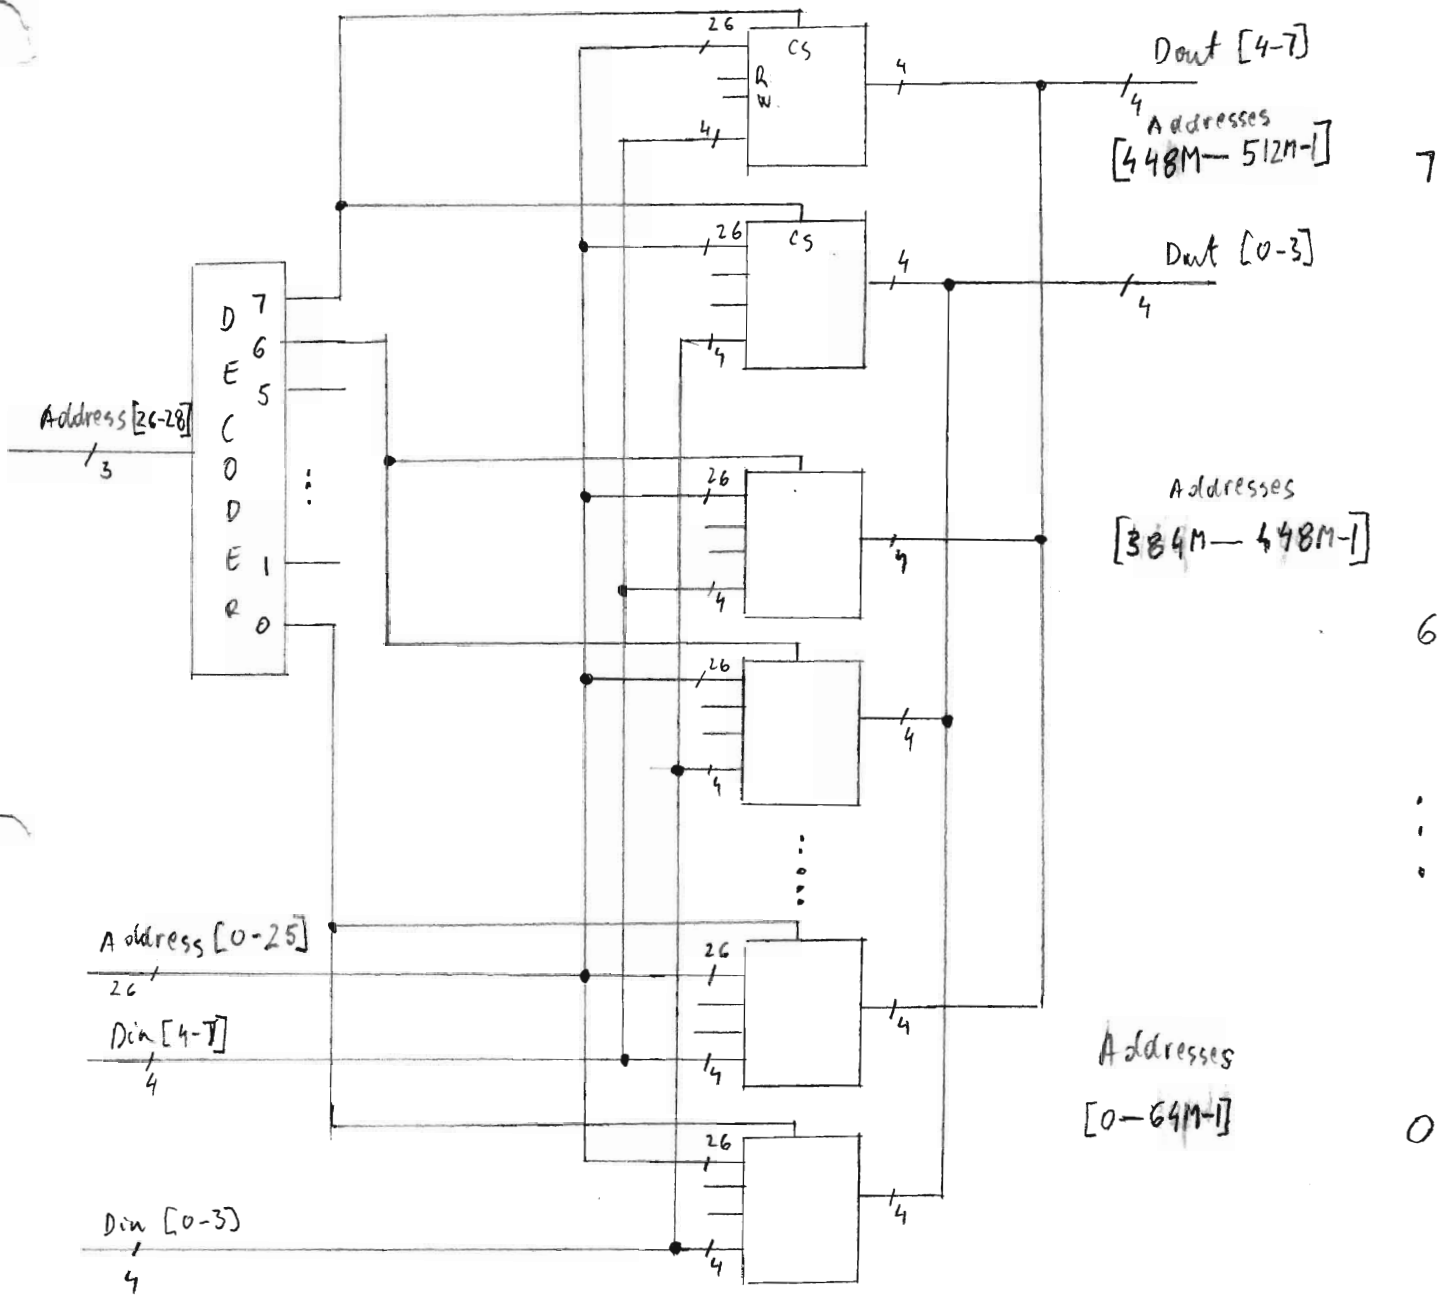 26
CS
4
Dout [4-7]
R
W
4
4
Addresses
[448M— 512M-1]
7
26
CS
4
Dout [0-3]
4
4
DECODER
7
6
5
1
0
Address[26-28]
3
26
4
4
Addresses
[384M— 448M-1]
6
26
4
4
Address [0-25]
26
26
4
Din [4-7]
4
4
Addresses
[0—64M-1]
0
26
4
Din [0-3]
4
4